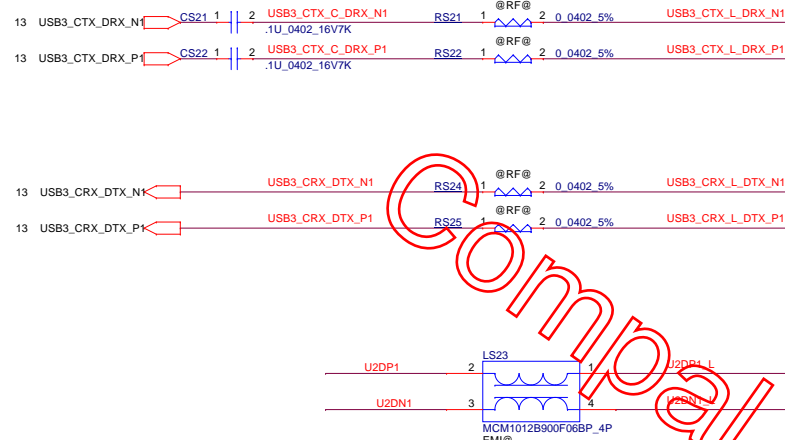 @RF@
13 USB3_CTX_DRX_N1 CS21 1 2 USB3_CTX_C_DRX_N1 RS21 1 2 0_0402_5% USB3_CTX_L_DRX_N1
.1U_0402_16V7K
@RF@
13 USB3_CTX_DRX_P1 CS22 1 2 USB3_CTX_C_DRX_P1 RS22 1 2 0_0402_5% USB3_CTX_L_DRX_P1
.1U_0402_16V7K
@RF@
13 USB3_CRX_DTX_N1 USB3_CRX_DTX_N1 RS24 1 2 0_0402_5% USB3_CRX_L_DTX_N1
@RF@
13 USB3_CRX_DTX_P1 USB3_CRX_DTX_P1 RS25 1 2 0_0402_5% USB3_CRX_L_DTX_P1
Compal
LS23
U2DP1 2 1 U2DP1_L
U2DN1 3 4 U2DN1_L
MCM1012B900F06BP_4P
EMI@